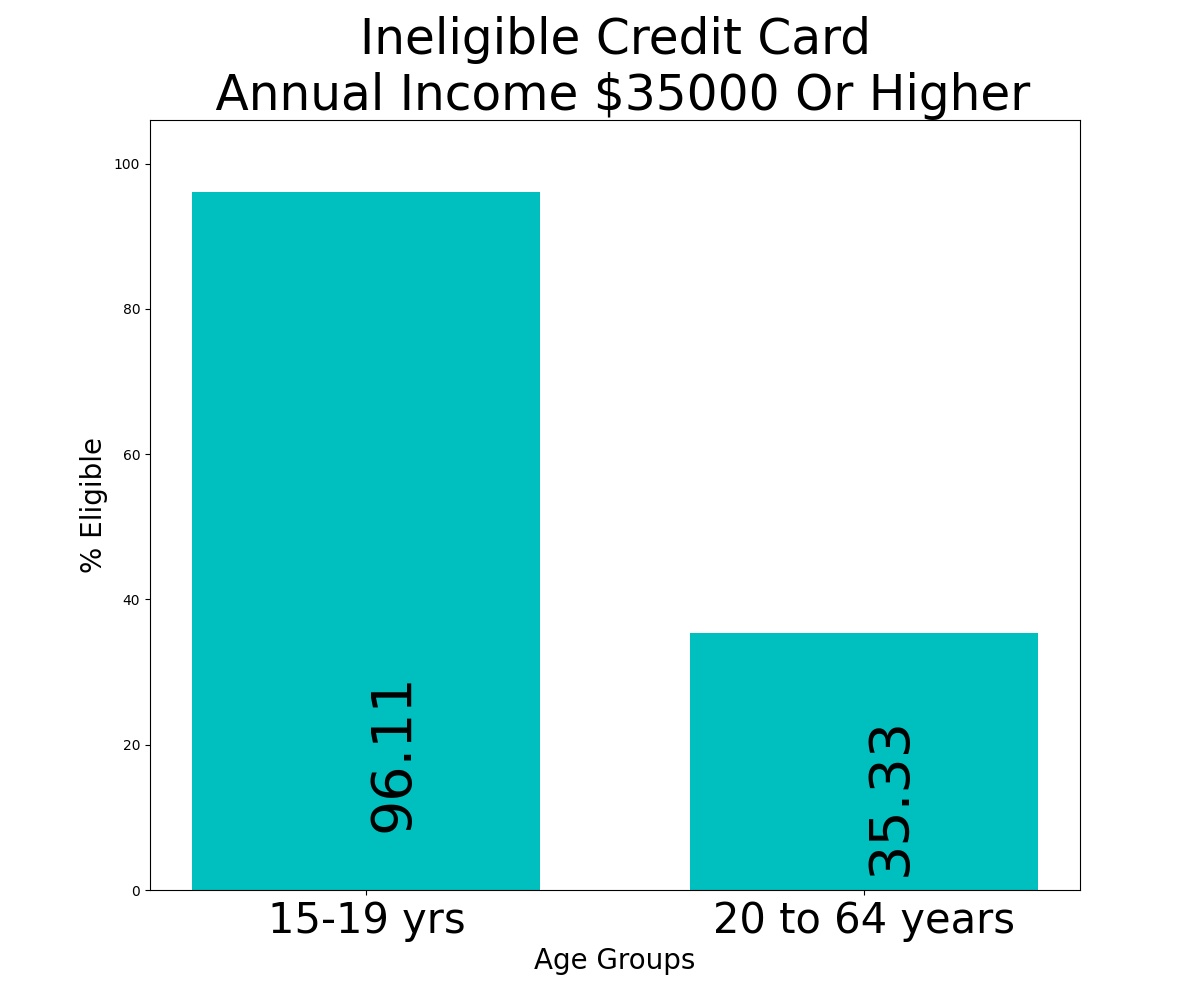 Ineligible Credit Card
Annual Income $35000 Or Higher
100
80
60
40
20
0
% Eligible
96.11
35.33
15-19 yrs
20 to 64 years
Age Groups